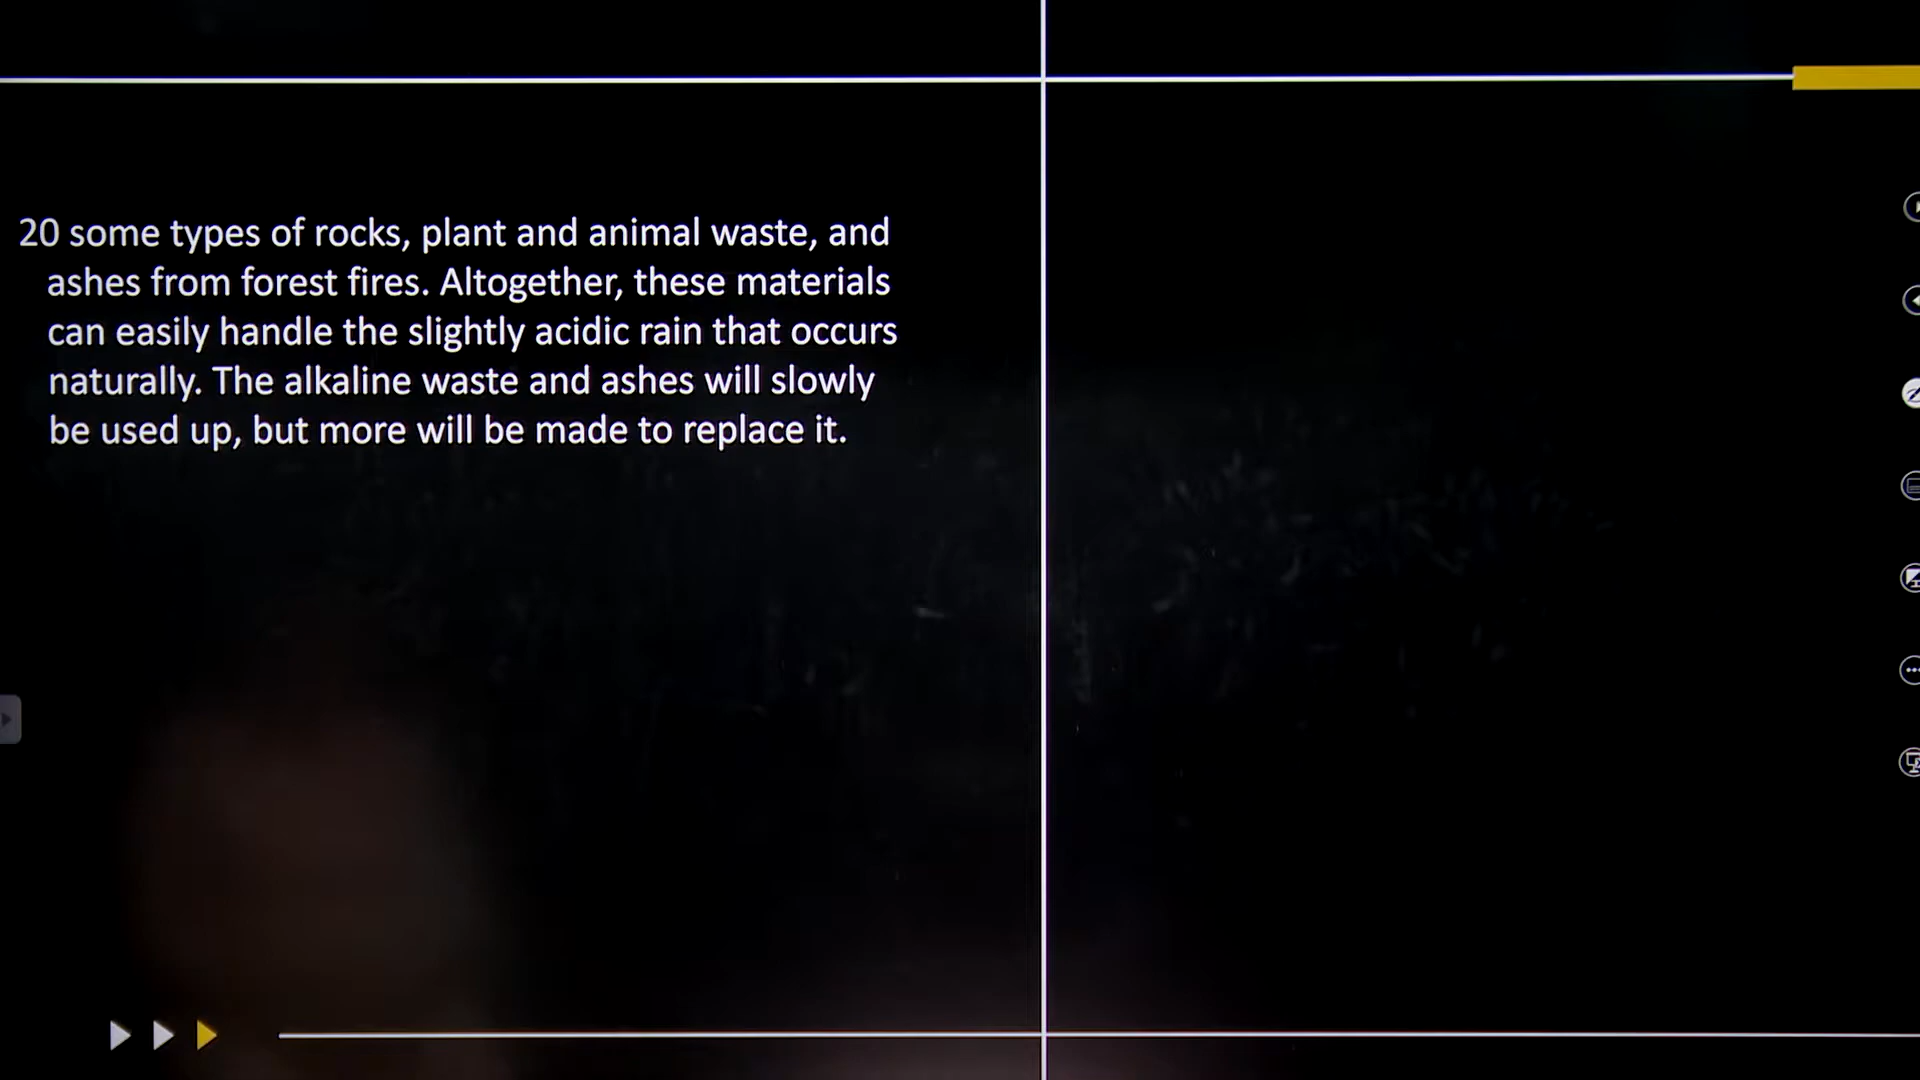 20 some types of rocks, plant and animal waste, and
ashes from forest fires. Altogether, these materials
can easily handle the slightly acidic rain that occurs
naturally. The alkaline waste and ashes will slowly
be used up, but more will be made to replace it.